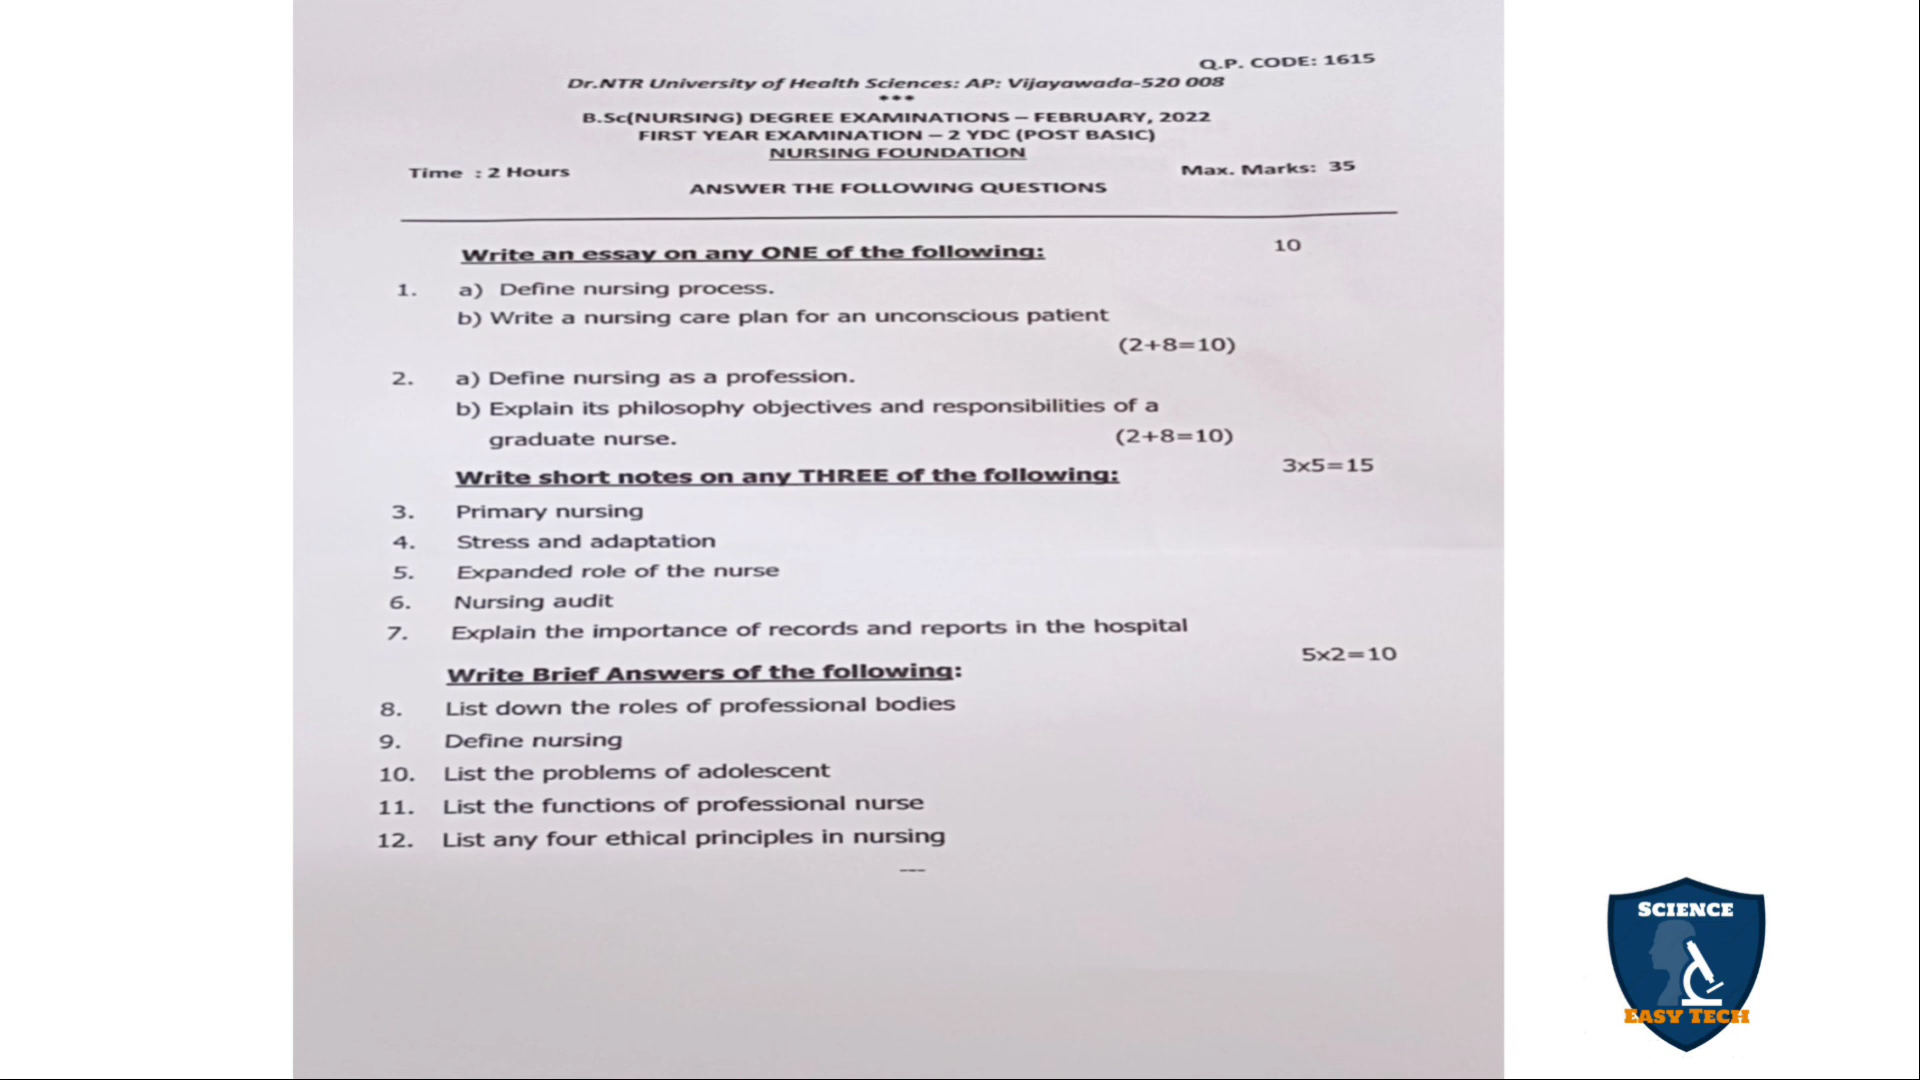 Q.P. CODE: 1615
Dr.NTR University of Health Sciences: AP: Vijayawada-520 008
***
B.Sc(NURSING) DEGREE EXAMINATIONS – FEBRUARY, 2022
FIRST YEAR EXAMINATION – 2 YDC (POST BASIC)
NURSING FOUNDATION
Time : 2 Hours Max. Marks: 35
ANSWER THE FOLLOWING QUESTIONS
Write an essay on any ONE of the following: 10
1. a) Define nursing process.
b) Write a nursing care plan for an unconscious patient
(2+8=10)
2. a) Define nursing as a profession.
b) Explain its philosophy objectives and responsibilities of a
graduate nurse. (2+8=10)
Write short notes on any THREE of the following: 3x5=15
3. Primary nursing
4. Stress and adaptation
5. Expanded role of the nurse
6. Nursing audit
7. Explain the importance of records and reports in the hospital
Write Brief Answers of the following: 5x2=10
8. List down the roles of professional bodies
9. Define nursing
10. List the problems of adolescent
11. List the functions of professional nurse
12. List any four ethical principles in nursing
---
SCIENCE
EASY TECH